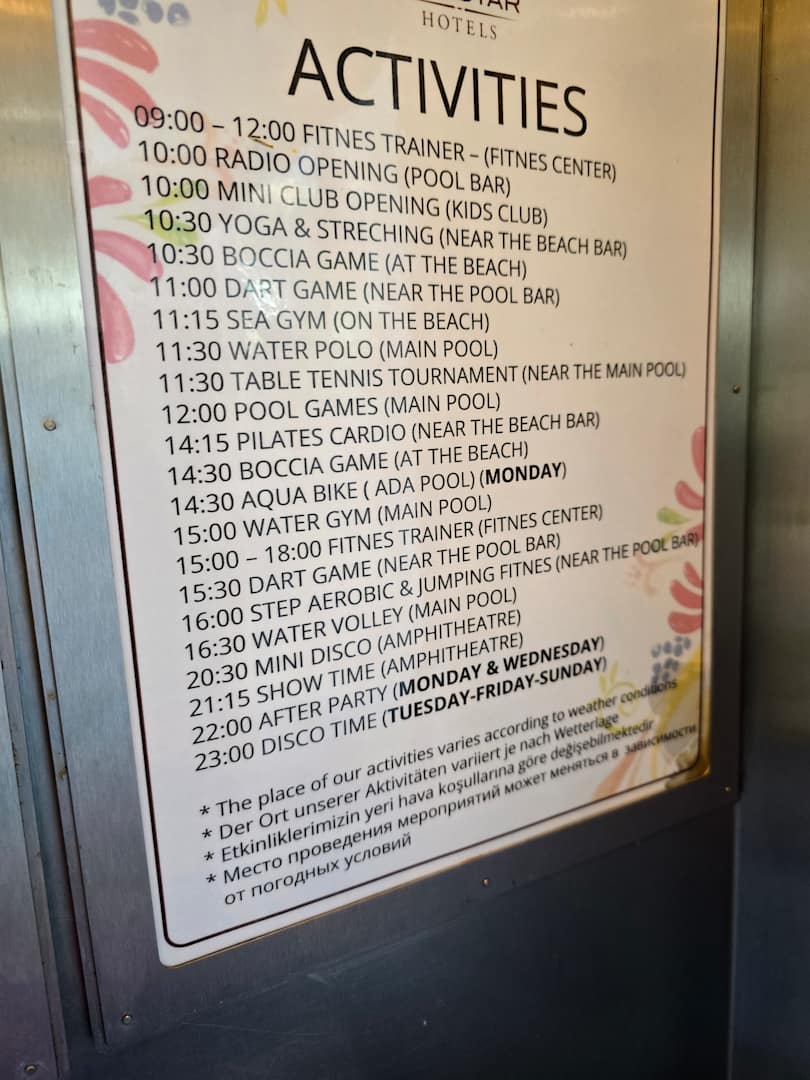 HOTELS
ACTIVITIES
09:00 – 12:00 FITNES TRAINER – (FITNES CENTER)
10:00 RADIO OPENING (POOL BAR)
10:00 MINI CLUB OPENING (KIDS CLUB)
10:30 YOGA & STRECHING (NEAR THE BEACH BAR)
10:30 BOCCIA GAME (AT THE BEACH)
11:00 DART GAME (NEAR THE POOL BAR)
11:15 SEA GYM (ON THE BEACH)
11:30 WATER POLO (MAIN POOL)
11:30 TABLE TENNIS TOURNAMENT (NEAR THE MAIN POOL)
12:00 POOL GAMES (MAIN POOL)
14:15 PILATES CARDIO (NEAR THE BEACH BAR)
14:30 BOCCIA GAME (AT THE BEACH)
14:30 AQUA BIKE ( ADA POOL) (MONDAY)
15:00 WATER GYM (MAIN POOL)
15:00 – 18:00 FITNES TRAINER (FITNES CENTER)
15:30 DART GAME (NEAR THE POOL BAR)
16:00 STEP AEROBIC & JUMPING FITNES (NEAR THE POOL BAR)
16:30 WATER VOLLEY (MAIN POOL)
20:30 MINI DISCO (AMPHITHEATRE)
21:15 SHOW TIME (AMPHITHEATRE)
22:00 AFTER PARTY (MONDAY & WEDNESDAY)
23:00 DISCO TIME (TUESDAY-FRIDAY-SUNDAY)
* The place of our activities varies according to weather conditions
* Der Ort unserer Aktivitäten variiert je nach Wetterlage
* Etkinliklerimizin yeri hava koşullarına göre değişebilmektedir
* Место проведения мероприятий может меняться в зависимости
от погодных условий